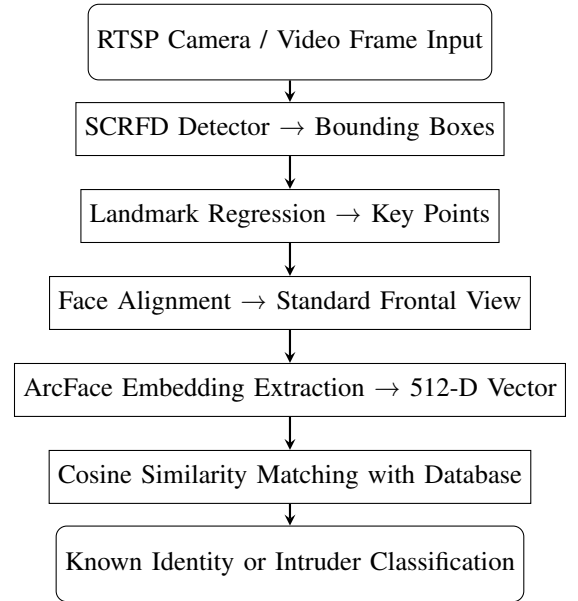 RTSP Camera / Video Frame Input
SCRFD Detector → Bounding Boxes
Landmark Regression → Key Points
Face Alignment → Standard Frontal View
ArcFace Embedding Extraction → 512-D Vector
Cosine Similarity Matching with Database
Known Identity or Intruder Classification